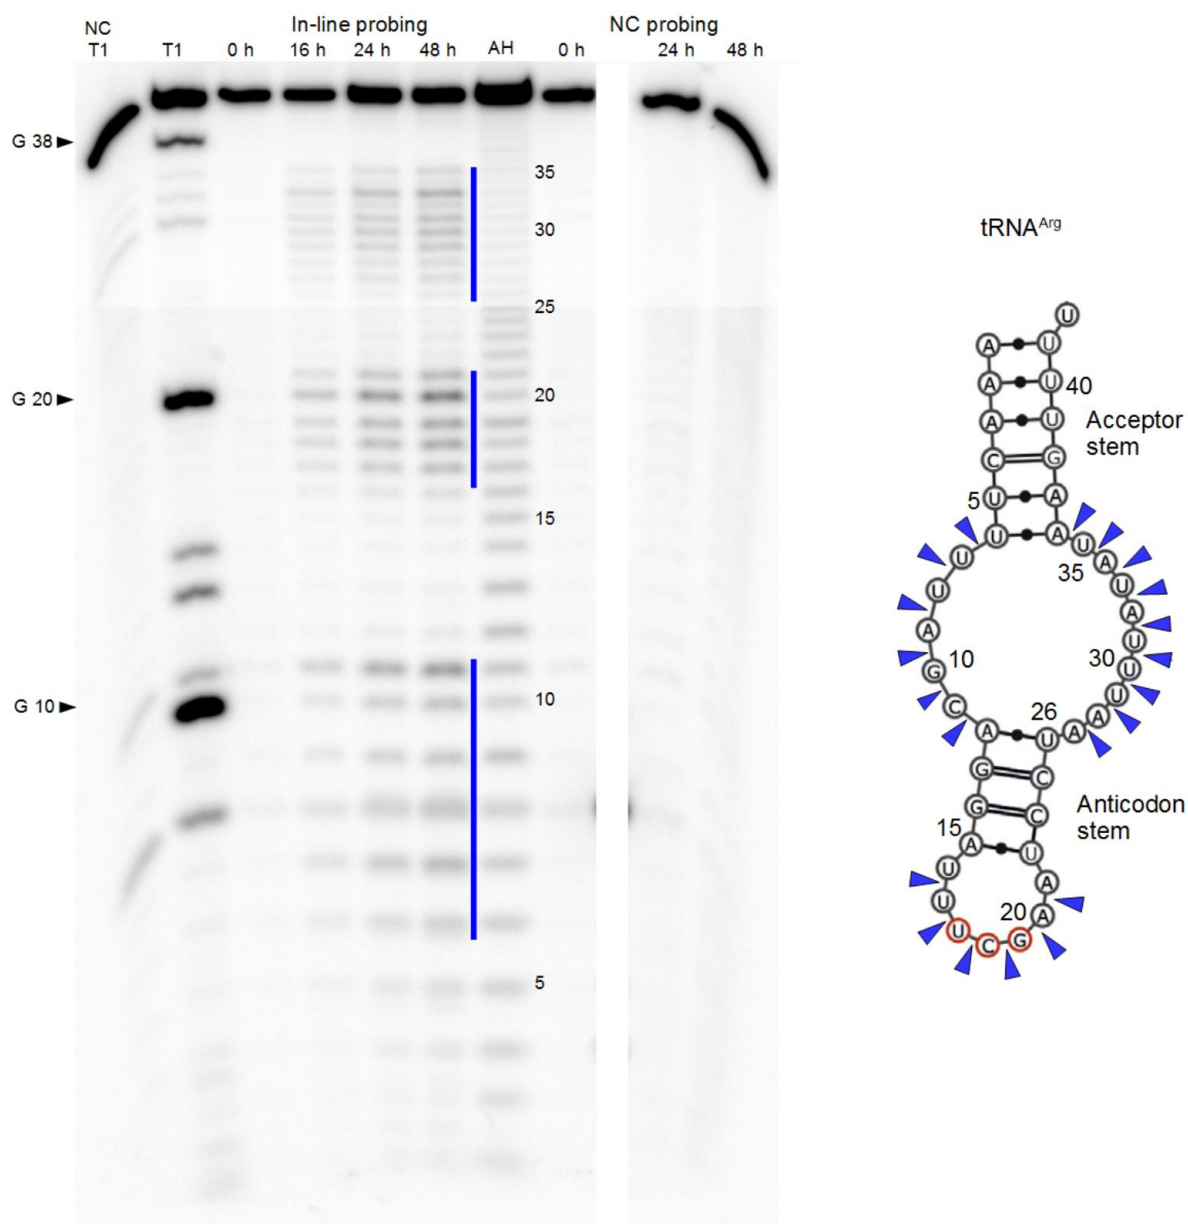 NC
T1
T1
0 h
In-line probing
16 h 24 h 48 h
AH
0 h
NC probing
24 h 48 h
G 38
G 20
G 10
35
30
25
20
15
10
5
tRNAArg
U
A U
A U 40
A U Acceptor
C G stem
5 U A
U A
U U
35 A
U U
A A
G 10 U
30 U
C U
26 A
A U A
G C
G C Anticodon
15 stem
A U
U A
U 20 A
U C G